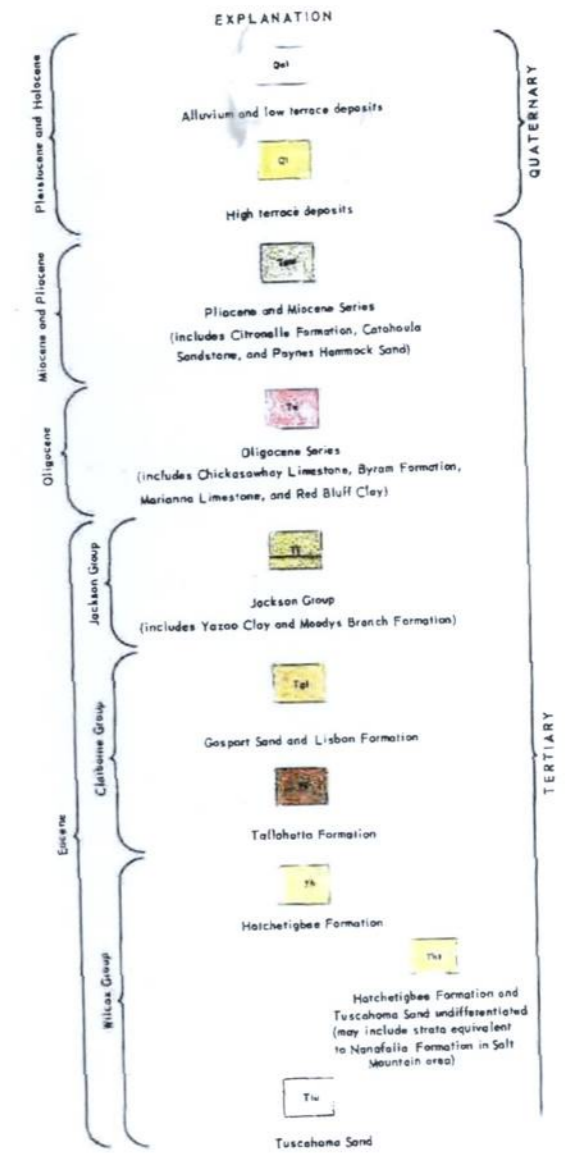 EXPLANATION
Pleistocene and Holocene
QUATERNARY
Qal
Alluvium and low terrace deposits
Qt
High terrace deposits
Miocene and Pliocene
TERTIARY
Tpm
Pliocene and Miocene Series
(includes Citronelle Formation, Catahoula
Sandstone, and Paynes Hammock Sand)
Oligocene
To
Oligocene Series
(includes Chickasawhay Limestone, Byram Formation,
Marianna Limestone, and Red Bluff Clay)
Eocene
Jackson Group
Jackson Group
(includes Yazoo Clay and Moodys Branch Formation)
Claiborne Group
Tgl
Gosport Sand and Lisbon Formation
Tallahatta Formation
Wilcox Group
Th
Hatchetigbee Formation
Tht
Hatchetigbee Formation and
Tuscahoma Sand undifferentiated
(may include strata equivalent
to Nanafalia Formation in Salt
Mountain area)
Ttu
Tuscahoma Sand